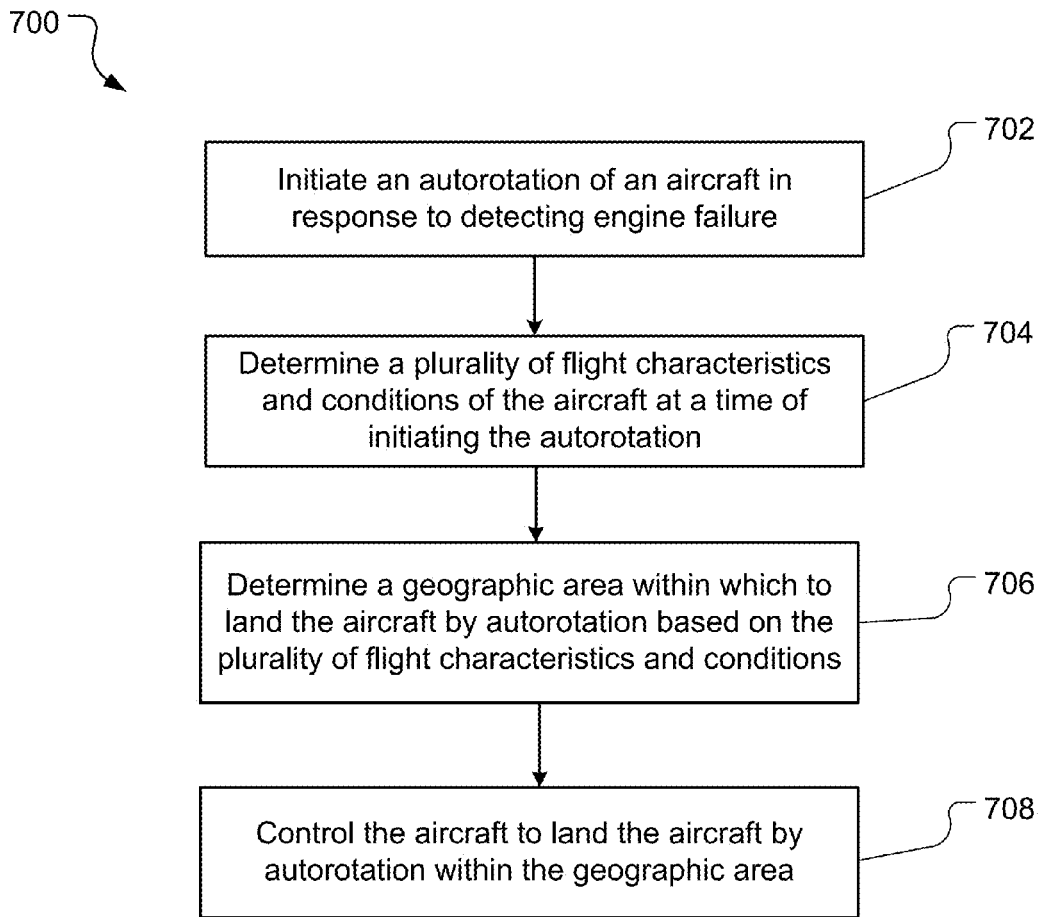 700
702
Initiate an autorotation of an aircraft in
response to detecting engine failure
704
Determine a plurality of flight characteristics
and conditions of the aircraft at a time of
initiating the autorotation
706
Determine a geographic area within which to
land the aircraft by autorotation based on the
plurality of flight characteristics and conditions
708
Control the aircraft to land the aircraft by
autorotation within the geographic area